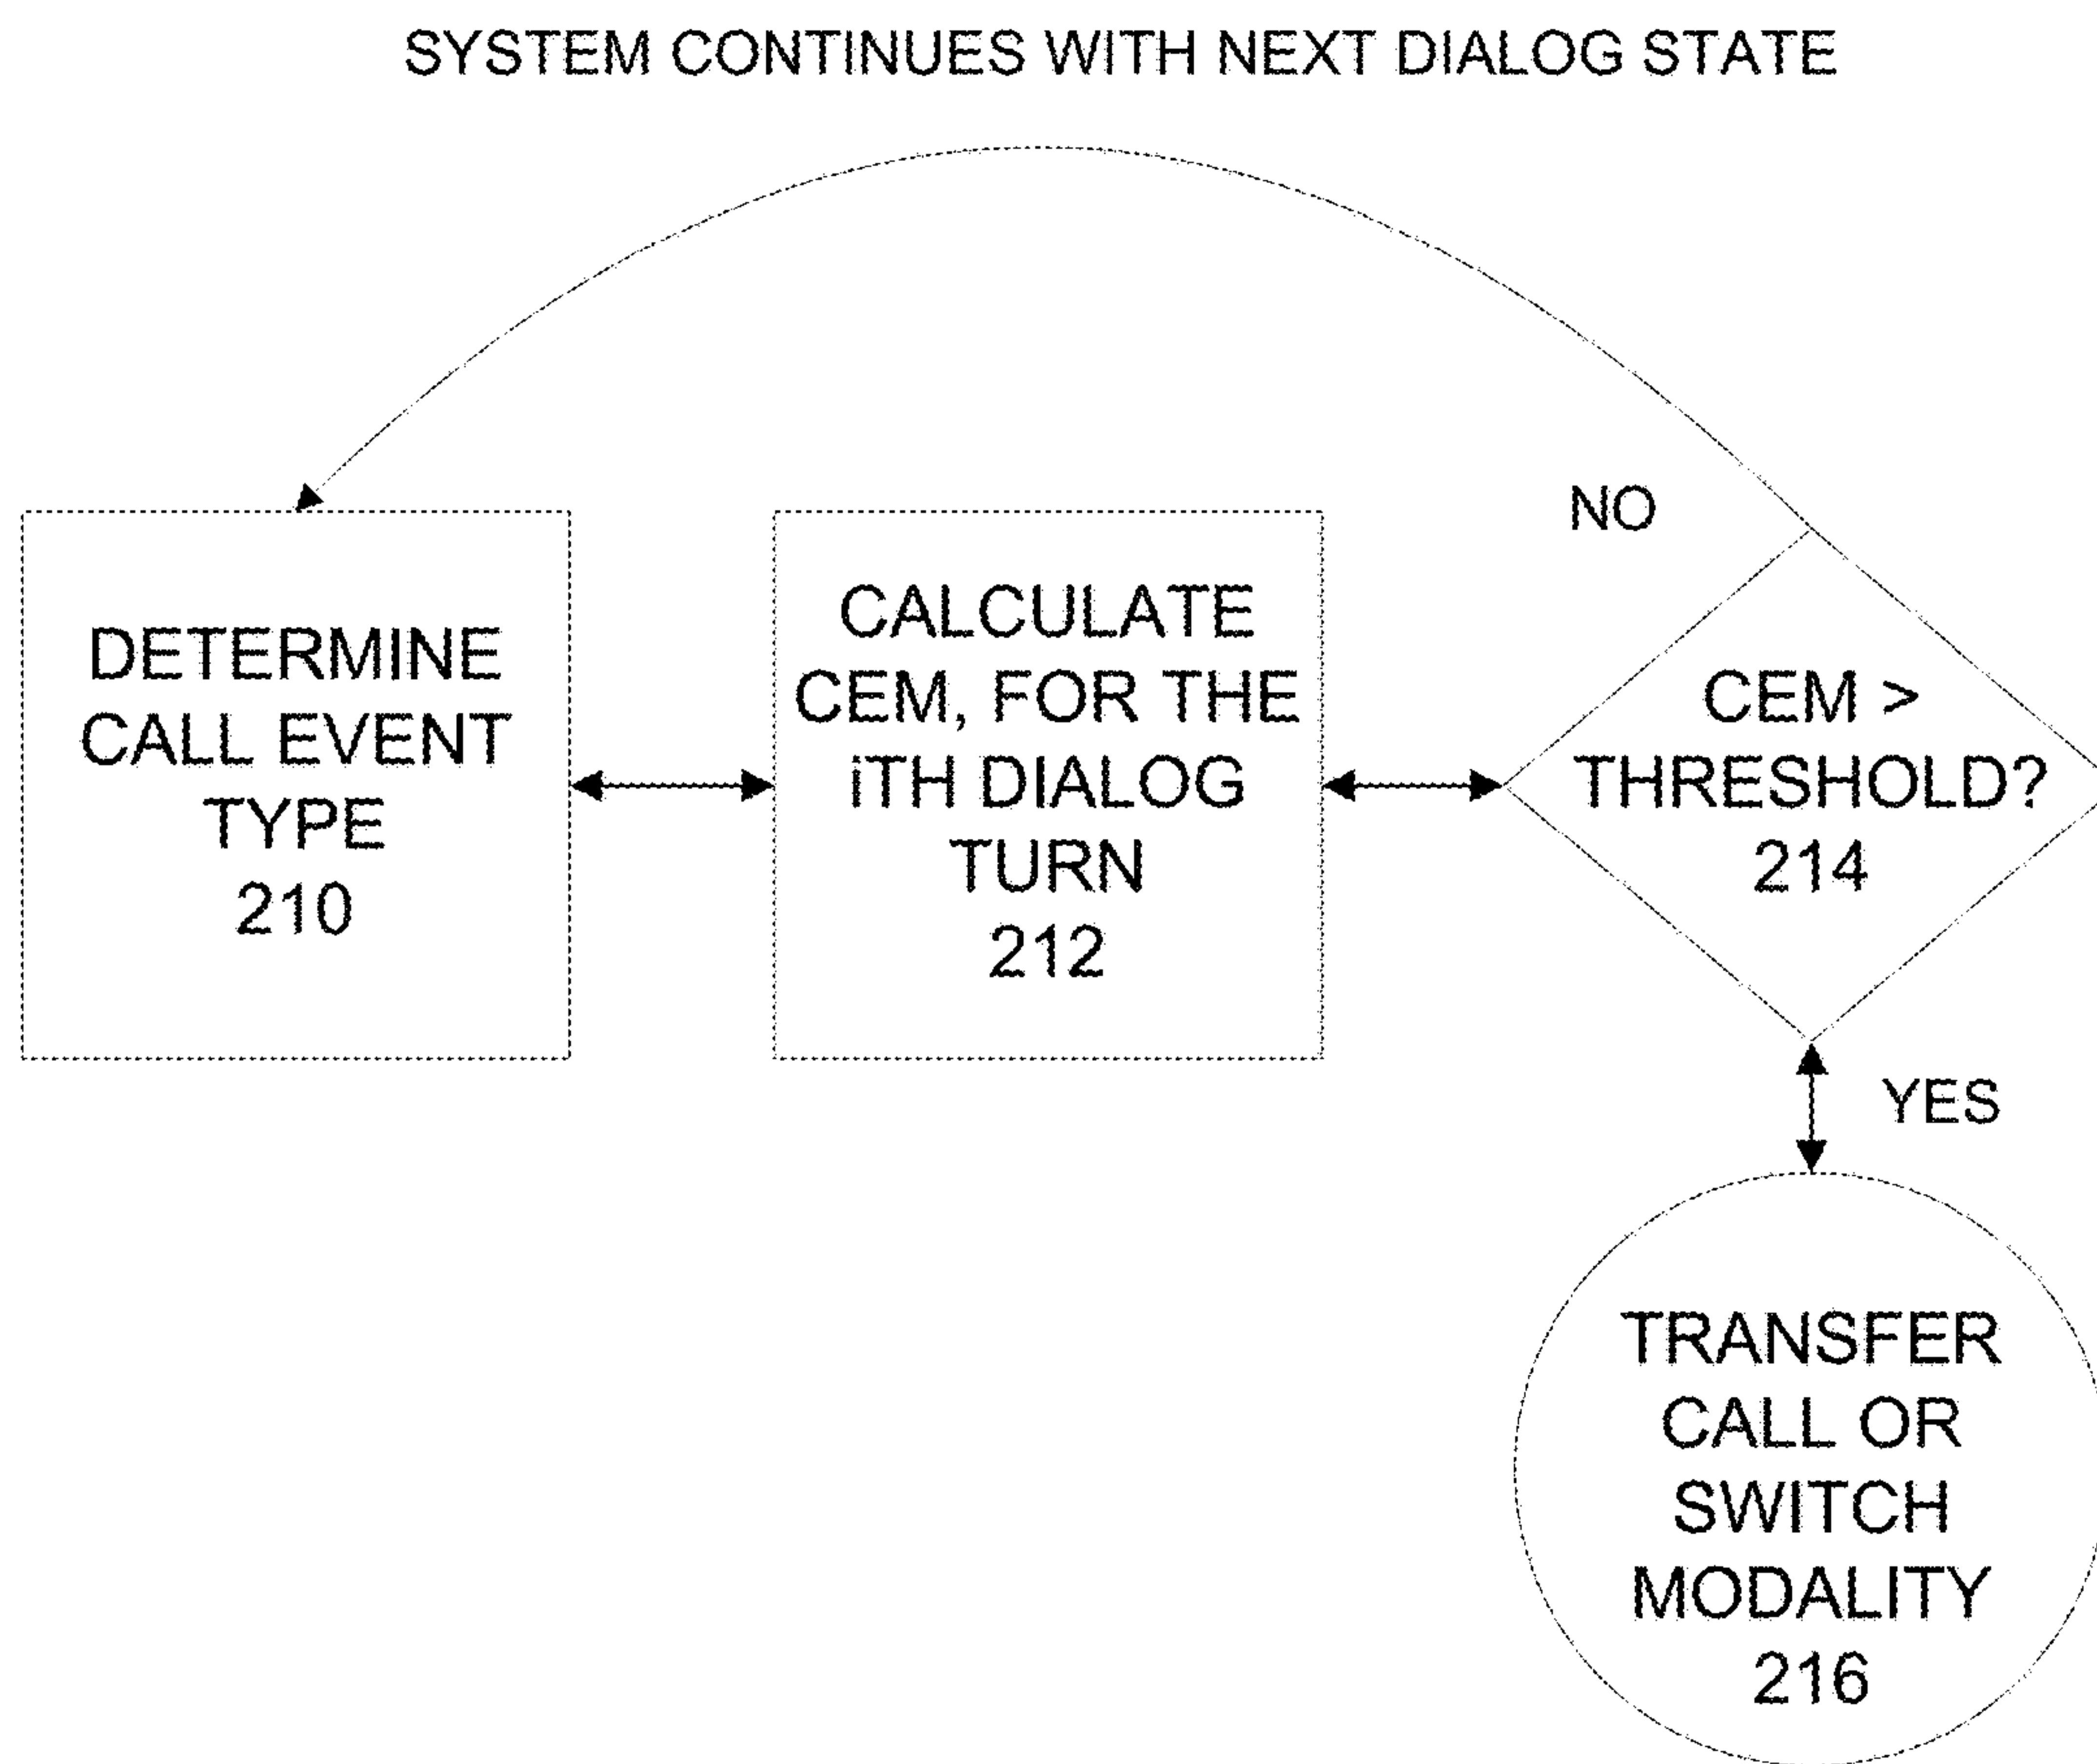 SYSTEM CONTINUES WITH NEXT DIALOG STATE
NO
DETERMINE
CALL EVENT
TYPE
210
CALCULATE
CEM, FOR THE
iTH DIALOG
TURN
212
CEM >
THRESHOLD?
214
YES
TRANSFER
CALL OR
SWITCH
MODALITY
216